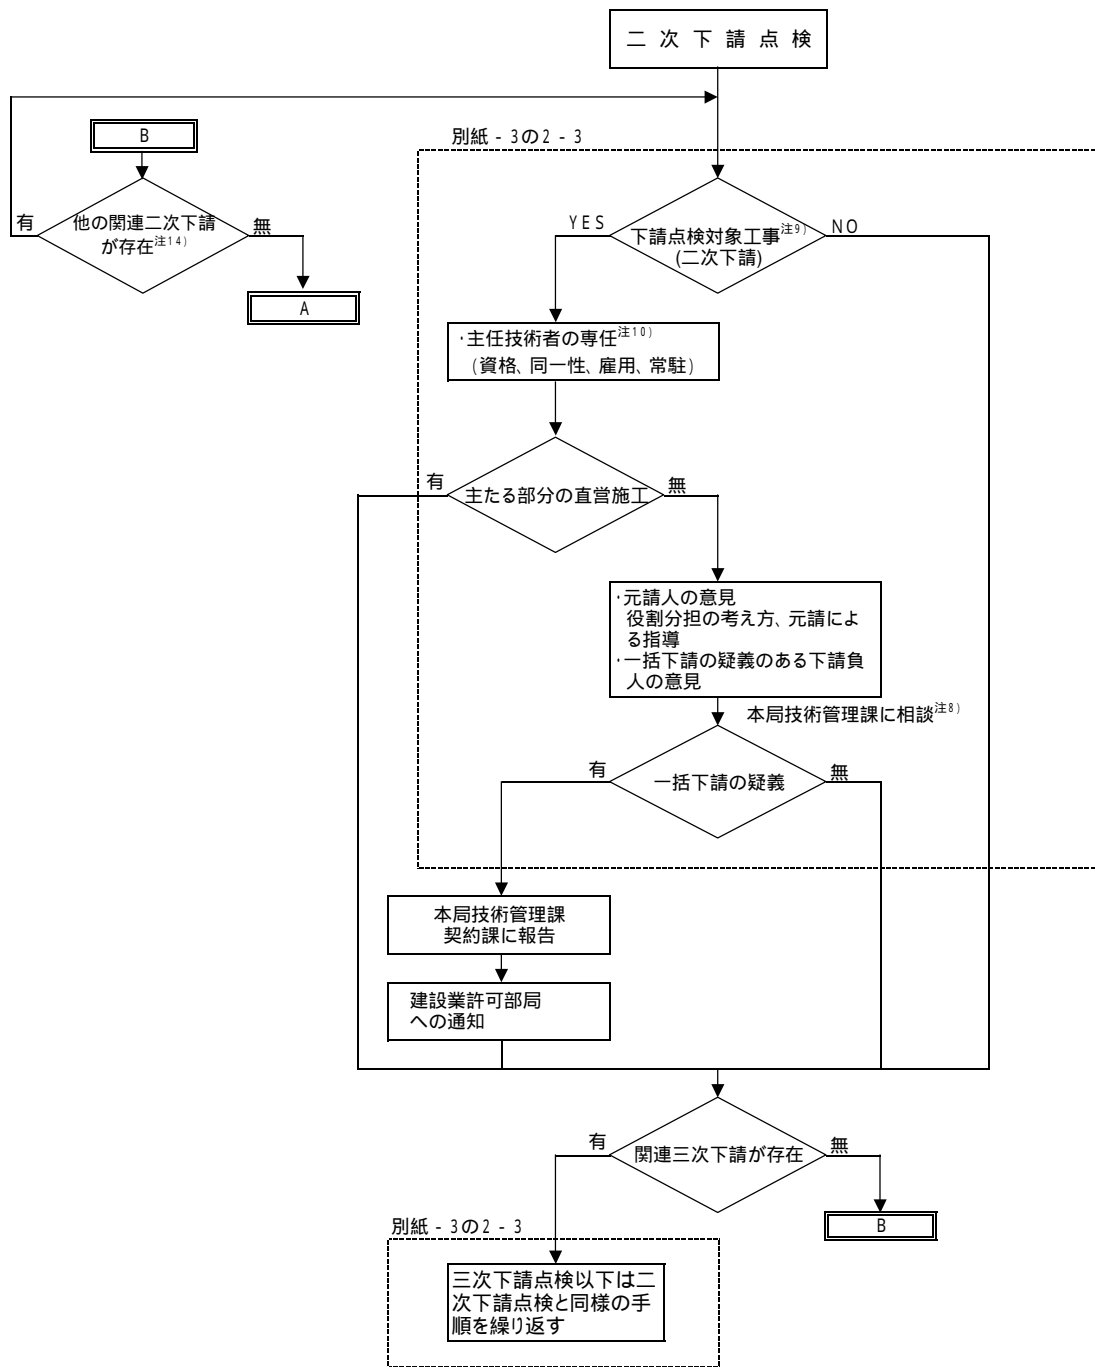 二次下請点検
B
別紙-3の2-3
有
他の関連二次下請
が存在注14)
無
A
YES
下請点検対象工事注9)
(二次下請)
NO
・主任技術者の専任注10)
(資格、同一性、雇用、常駐)
有
主たる部分の直営施工
無
・元請人の意見
役割分担の考え方、元請によ
る指導
・一括下請の疑義のある下請負
人の意見
本局技術管理課に相談注8)
有
一括下請の疑義
無
本局技術管理課
契約課に報告
建設業許可部局
への通知
有
関連三次下請が存在
無
B
別紙-3の2-3
三次下請点検以下は二
次下請点検と同様の手
順を繰り返す